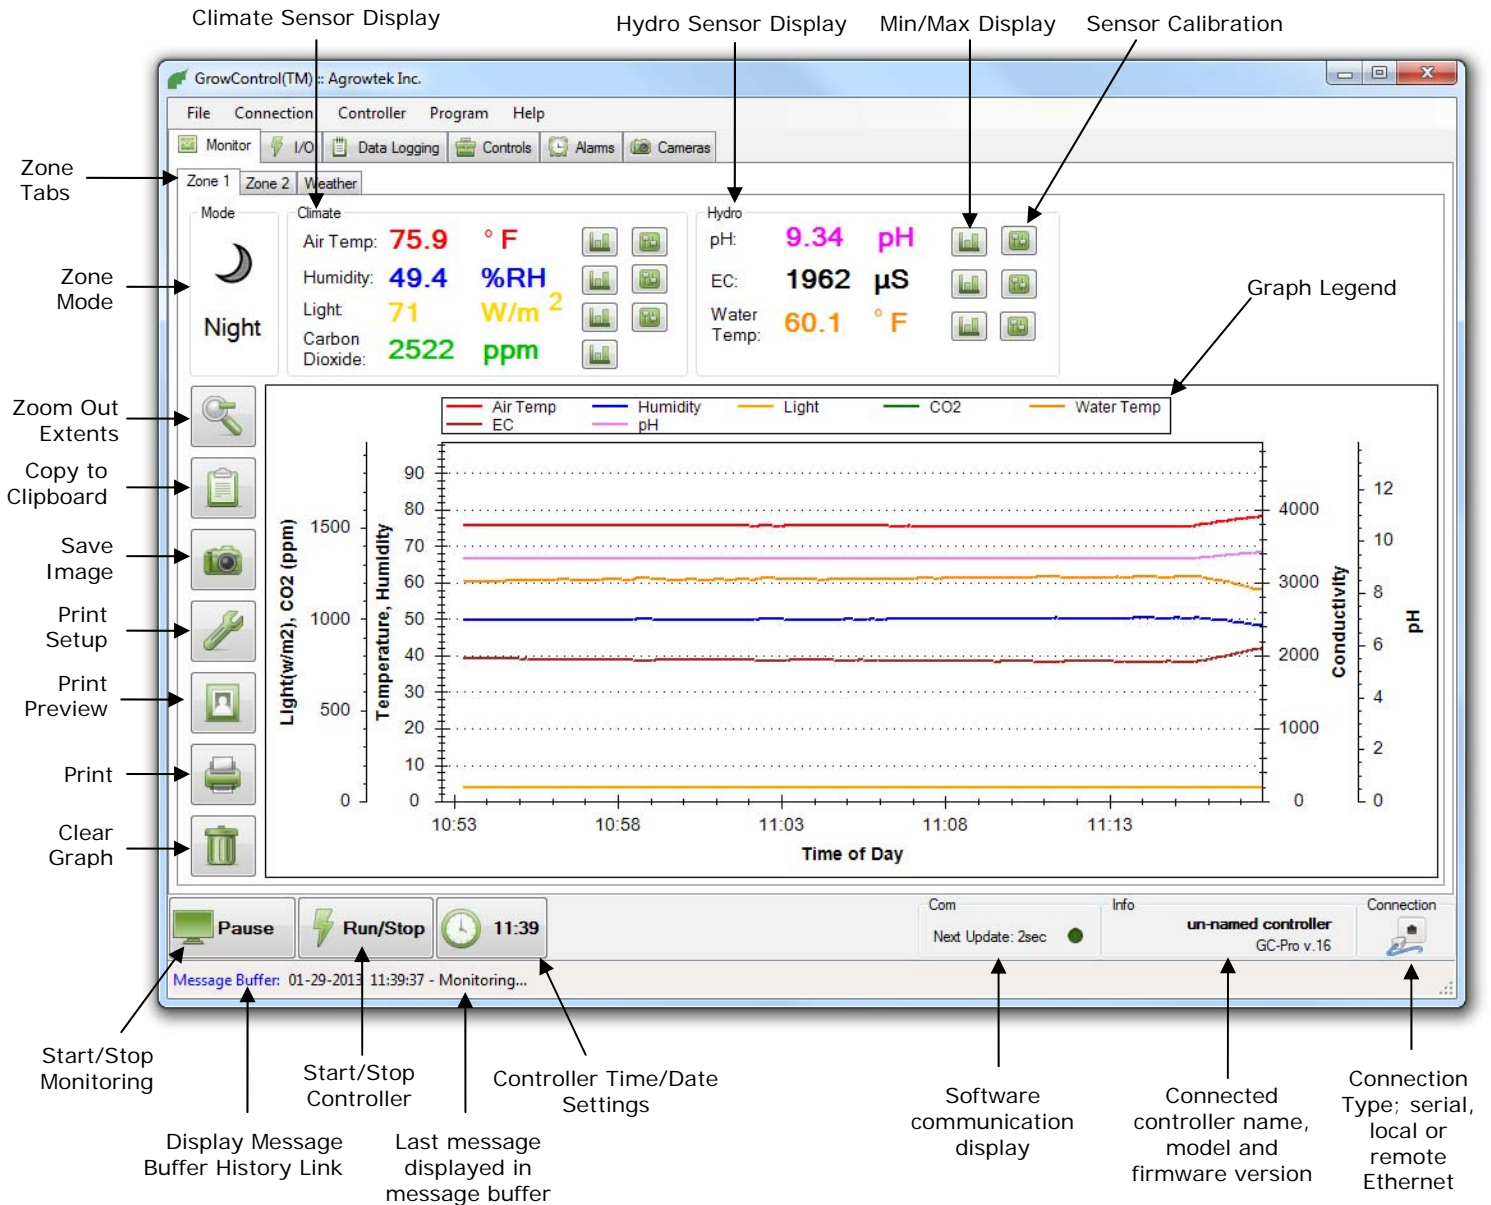 Climate Sensor Display
Hydro Sensor Display
Min/Max Display
Sensor Calibration
GrowControl(TM) :: Agrowtek Inc.
File Connection Controller Program Help
Monitor I/O Data Logging Controls Alarms Cameras
Zone
Tabs
Zone 1 Zone 2 Weather
Mode
Night
Zone
Mode
Climate
Air Temp: 75.9 ° F
Humidity: 49.4 %RH
Light: 71 W/m 2
Carbon
Dioxide: 2522 ppm
Hydro
pH: 9.34 pH
EC: 1962 µS
Water
Temp: 60.1 ° F
Graph Legend
Zoom Out
Extents
Copy to
Clipboard
Save
Image
Print
Setup
Print
Preview
Print
Clear
Graph
Air Temp Humidity Light CO2 Water Temp
EC pH
Light(w/m2), CO2 (ppm)
1500
1000
500
0
Temperature, Humidity
90
80
70
60
50
40
30
20
10
0
4000
3000
2000
1000
0
Conductivity
12
10
8
6
4
2
0
pH
10:53 10:58 11:03 11:08 11:13
Time of Day
Pause Run/Stop 11:39
Com
Next Update: 2sec
Info
un-named controller
GC-Pro v.16
Connection
Message Buffer: 01-29-2013 11:39:37 - Monitoring...
Start/Stop
Monitoring
Display Message
Buffer History Link
Start/Stop
Controller
Last message
displayed in
message buffer
Controller Time/Date
Settings
Software
communication
display
Connected
controller name,
model and
firmware version
Connection
Type; serial,
local or
remote
Ethernet